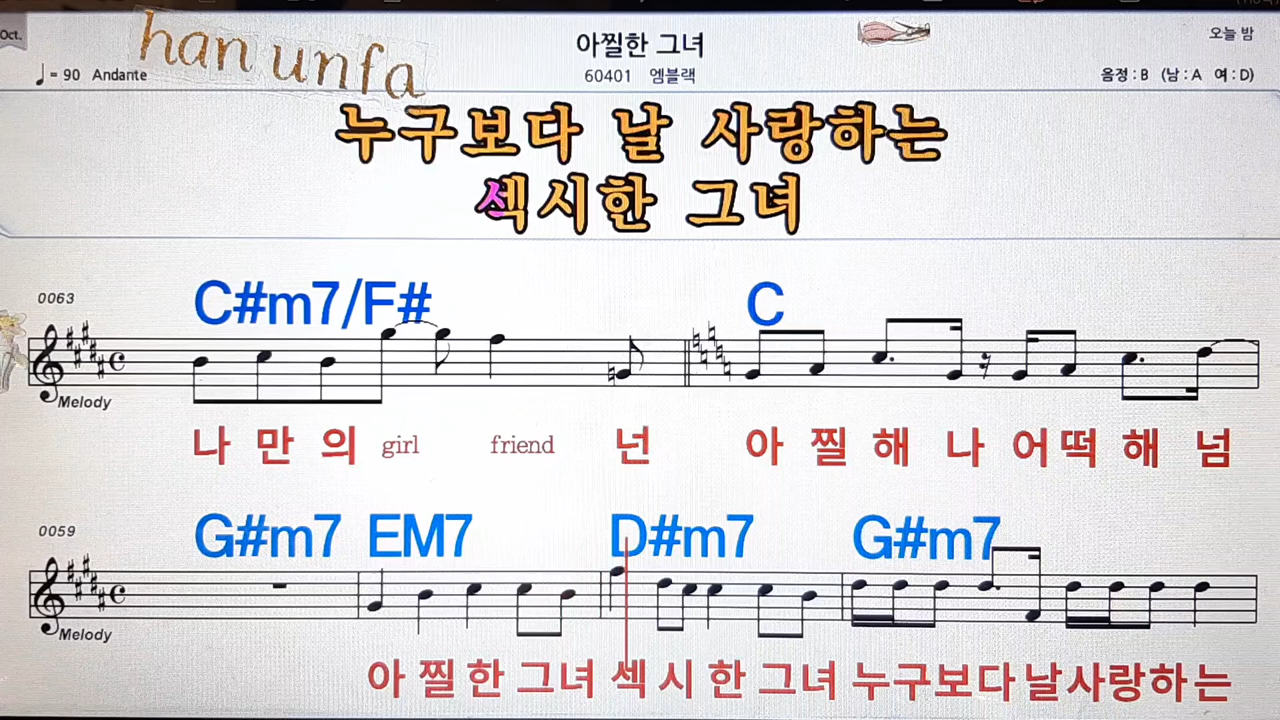 Oct.
han unfa
♩= 90 Andante
아찔한 그녀
60401 엠블랙
오늘 밤
음정 : B (남 : A 여 : D)
누구보다 날 사랑하는
섹시한 그녀
0063
C#m7/F# C
Melody
나 만 의 girl friend 넌 아 찔 해 나 어 떡 해 넘
0059
G#m7 EM7 D#m7 G#m7
Melody
아 찔 한 그녀 섹 시 한 그녀 누구보다날사랑하는